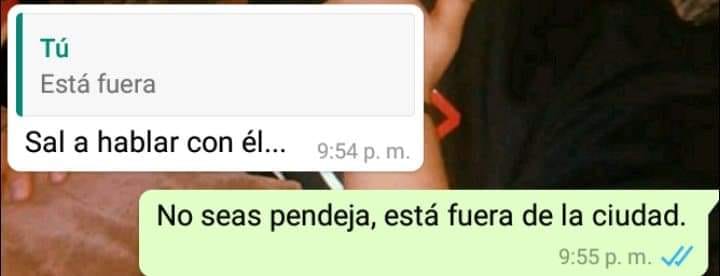 Tú
Está fuera
Sal a hablar con él...
9:54 p. m.
No seas pendeja, está fuera de la ciudad.
9:55 p. m.